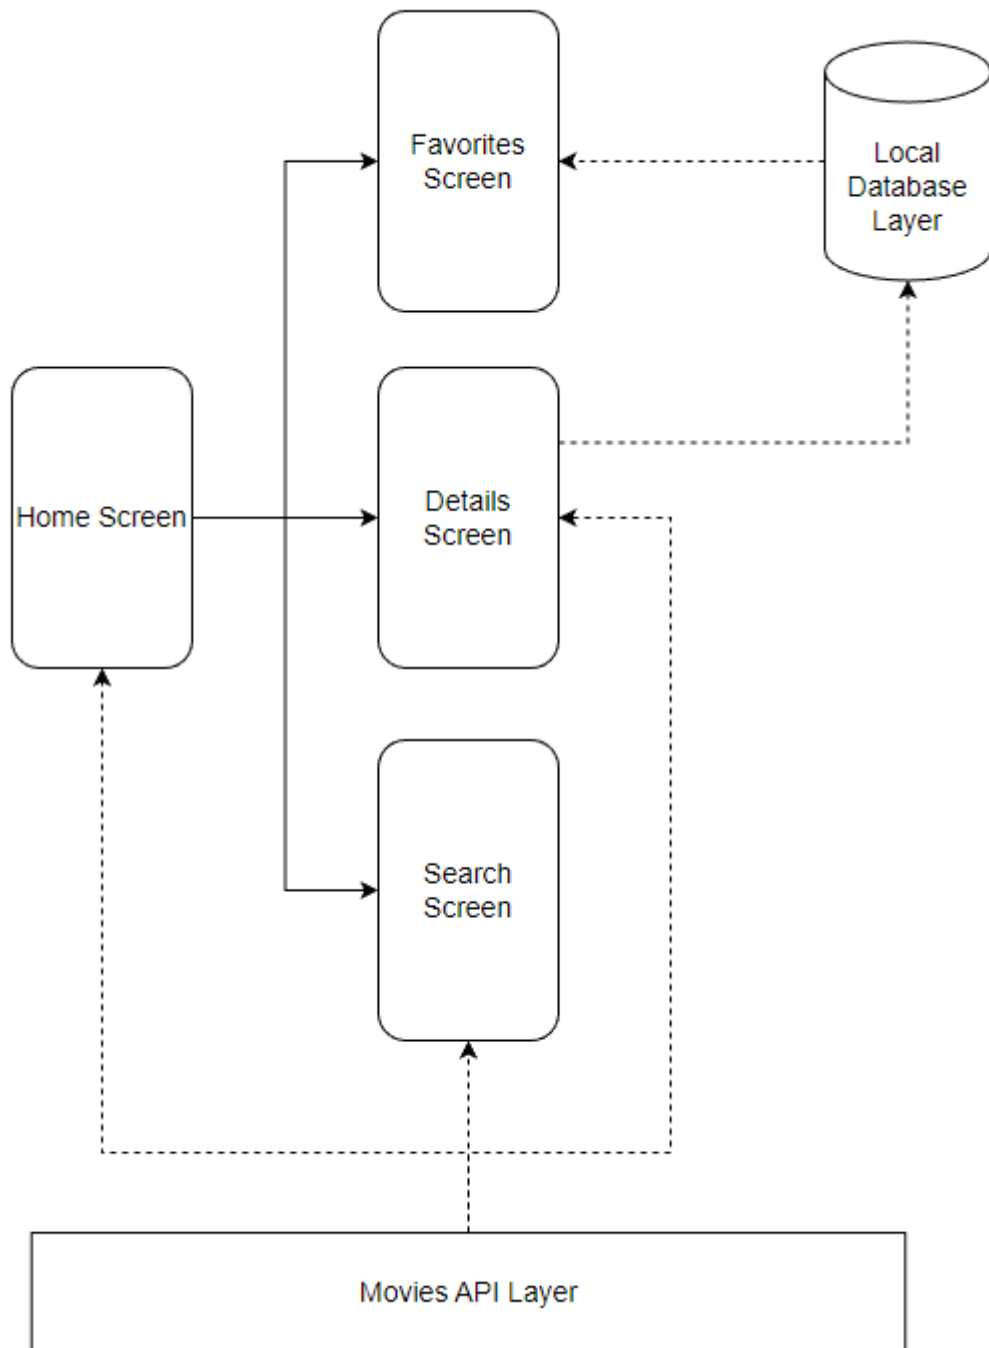 Favorites
Screen
Local
Database
Layer
Home Screen
Details
Screen
Search
Screen
Movies API Layer